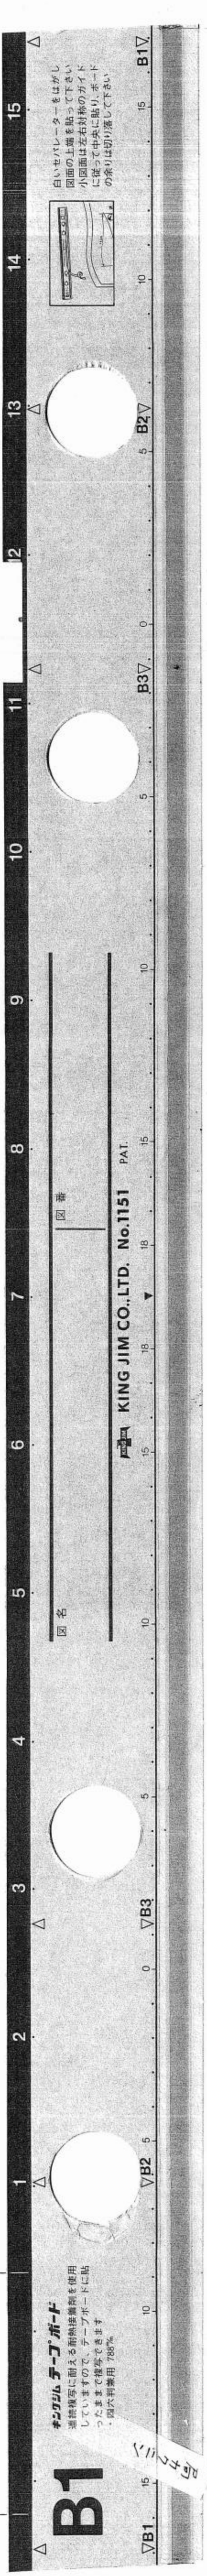 B1
キングジム テープボード
連続複写に耐える耐熱接着剤を使用
していますので、テープボードに貼
ったままで複写できます。
・四六判兼用 788%
1 2 3 4 5 6 7 8 9 10 11 12 13 14 15
図名
図番
KING JIM CO.,LTD. No.1151 PAT.
白いセパレーターをはがし
図面の上端を貼って下さい
小図面は左右対称のガイド
に従って中央に貼り、ボード
の余りは切り落して下さい
▽B1 ▽B2 ▽B3 B3▽ B2▽ B1▽
15 10 5 0 5 10 15 18 18 15 10 5 0 5 10 15